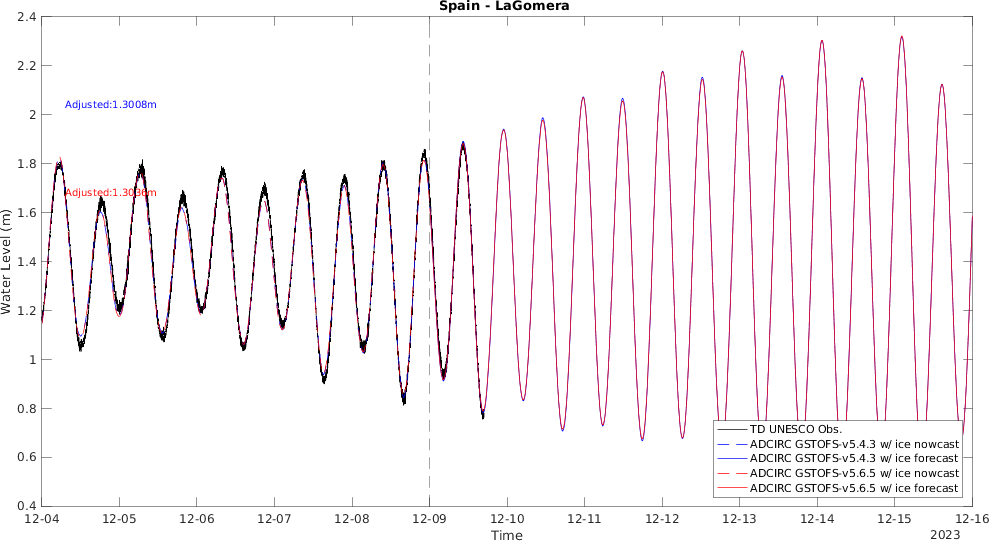 Spain - LaGomera
2.4
2.2
2
1.8
1.6
1.4
1.2
1
0.8
0.6
0.4
Water Level (m)
Adjusted:1.3008m
Adjusted:1.3036m
TD UNESCO Obs.
ADCIRC GSTOFS-v5.4.3 w/ ice nowcast
ADCIRC GSTOFS-v5.4.3 w/ ice forecast
ADCIRC GSTOFS-v5.6.5 w/ ice nowcast
ADCIRC GSTOFS-v5.6.5 w/ ice forecast
12-04 12-05 12-06 12-07 12-08 12-09 12-10 12-11 12-12 12-13 12-14 12-15 12-16
Time
2023